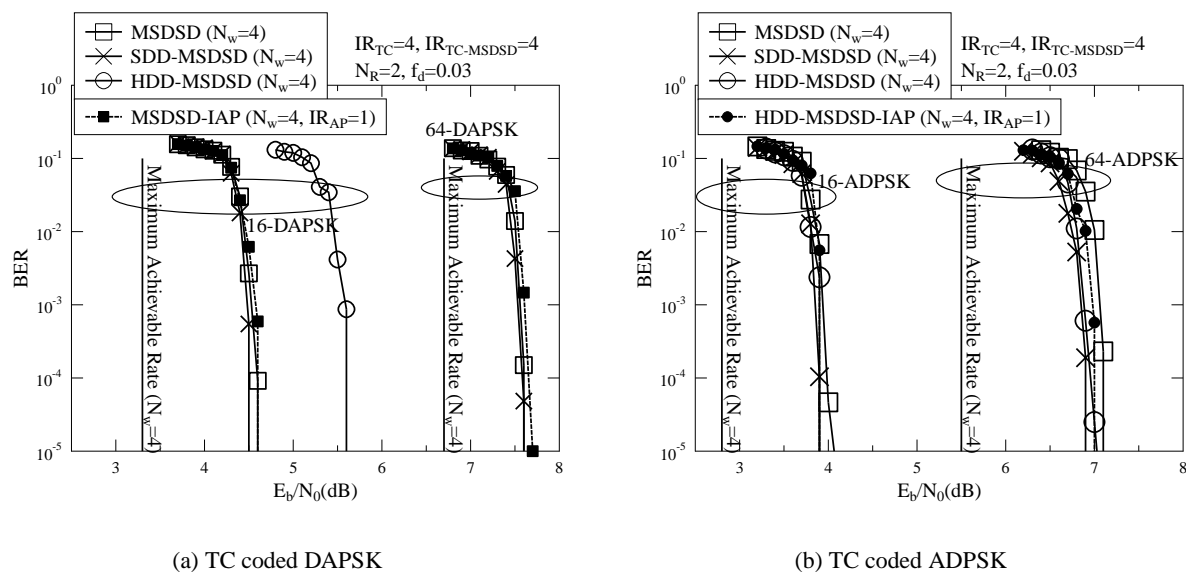 MSDSD (N_w=4)
SDD-MSDSD (N_w=4)
HDD-MSDSD (N_w=4)
MSDSD-IAP (N_w=4, IR_AP=1)
IR_TC=4, IR_TC-MSDSD=4
N_R=2, f_d=0.03
10^0
10^-1
10^-2
10^-3
10^-4
10^-5
BER
64-DAPSK
16-DAPSK
Maximum Achievable Rate (N_w=4)
Maximum Achievable Rate (N_w=4)
3 4 5 6 7 8
E_b/N_0(dB)
(a) TC coded DAPSK
MSDSD (N_w=4)
SDD-MSDSD (N_w=4)
HDD-MSDSD (N_w=4)
HDD-MSDSD-IAP (N_w=4, IR_AP=1)
IR_TC=4, IR_TC-MSDSD=4
N_R=2, f_d=0.03
10^0
10^-1
10^-2
10^-3
10^-4
10^-5
BER
64-ADPSK
16-ADPSK
Maximum Achievable Rate (N_w=4)
Maximum Achievable Rate (N_w=4)
3 4 5 6 7 8
E_b/N_0(dB)
(b) TC coded ADPSK